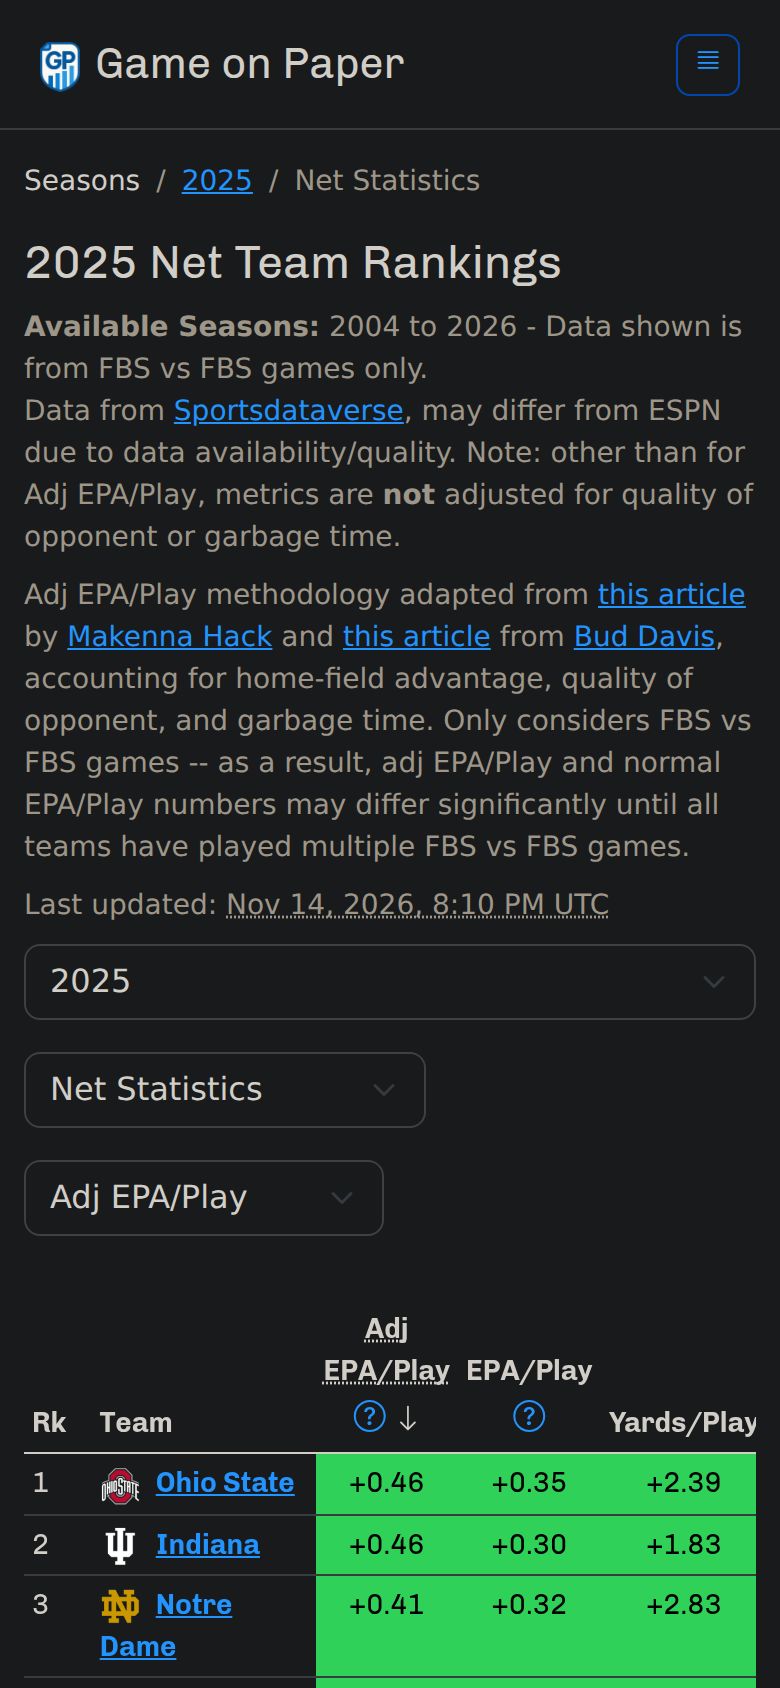 GP Game on Paper
Seasons / 2025 / Net Statistics
2025 Net Team Rankings
Available Seasons: 2004 to 2026 - Data shown is
from FBS vs FBS games only.
Data from Sportsdataverse, may differ from ESPN
due to data availability/quality. Note: other than for
Adj EPA/Play, metrics are not adjusted for quality of
opponent or garbage time.
Adj EPA/Play methodology adapted from this article
by Makenna Hack and this article from Bud Davis,
accounting for home-field advantage, quality of
opponent, and garbage time. Only considers FBS vs
FBS games -- as a result, adj EPA/Play and normal
EPA/Play numbers may differ significantly until all
teams have played multiple FBS vs FBS games.
Last updated: Nov 14, 2026, 8:10 PM UTC
2025
Net Statistics
Adj EPA/Play
Adj
EPA/Play EPA/Play
Rk Team ? ↓ ? Yards/Play
1 OHIO STATE Ohio State +0.46 +0.35 +2.39
2 Indiana +0.46 +0.30 +1.83
3 ND Notre +0.41 +0.32 +2.83
Dame